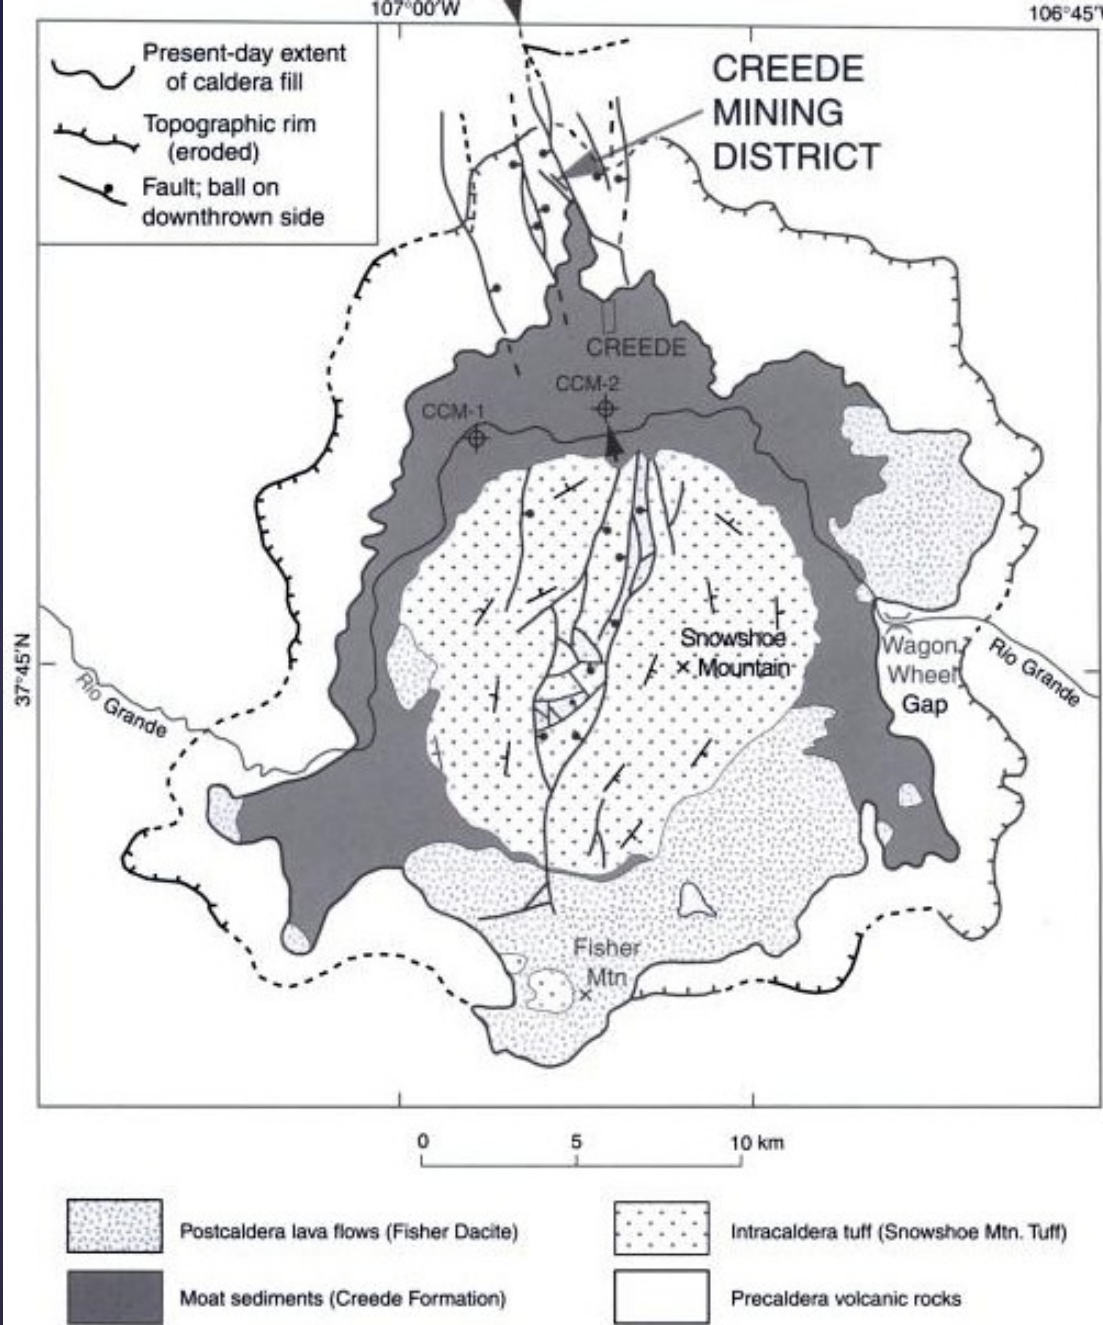 107°00'W
106°45'
Present-day extent
of caldera fill
Topographic rim
(eroded)
Fault; ball on
downthrown side
CREEDE
MINING
DISTRICT
CREEDE
CCM-2
CCM-1
Snowshoe
Mountain
37°45'N
Rio Grande
Wagon
Wheel
Gap
Rio Grande
Fisher
Mtn
0 5 10 km
Postcaldera lava flows (Fisher Dacite)
Intracaldera tuff (Snowshoe Mtn. Tuff)
Moat sediments (Creede Formation)
Precaldera volcanic rocks